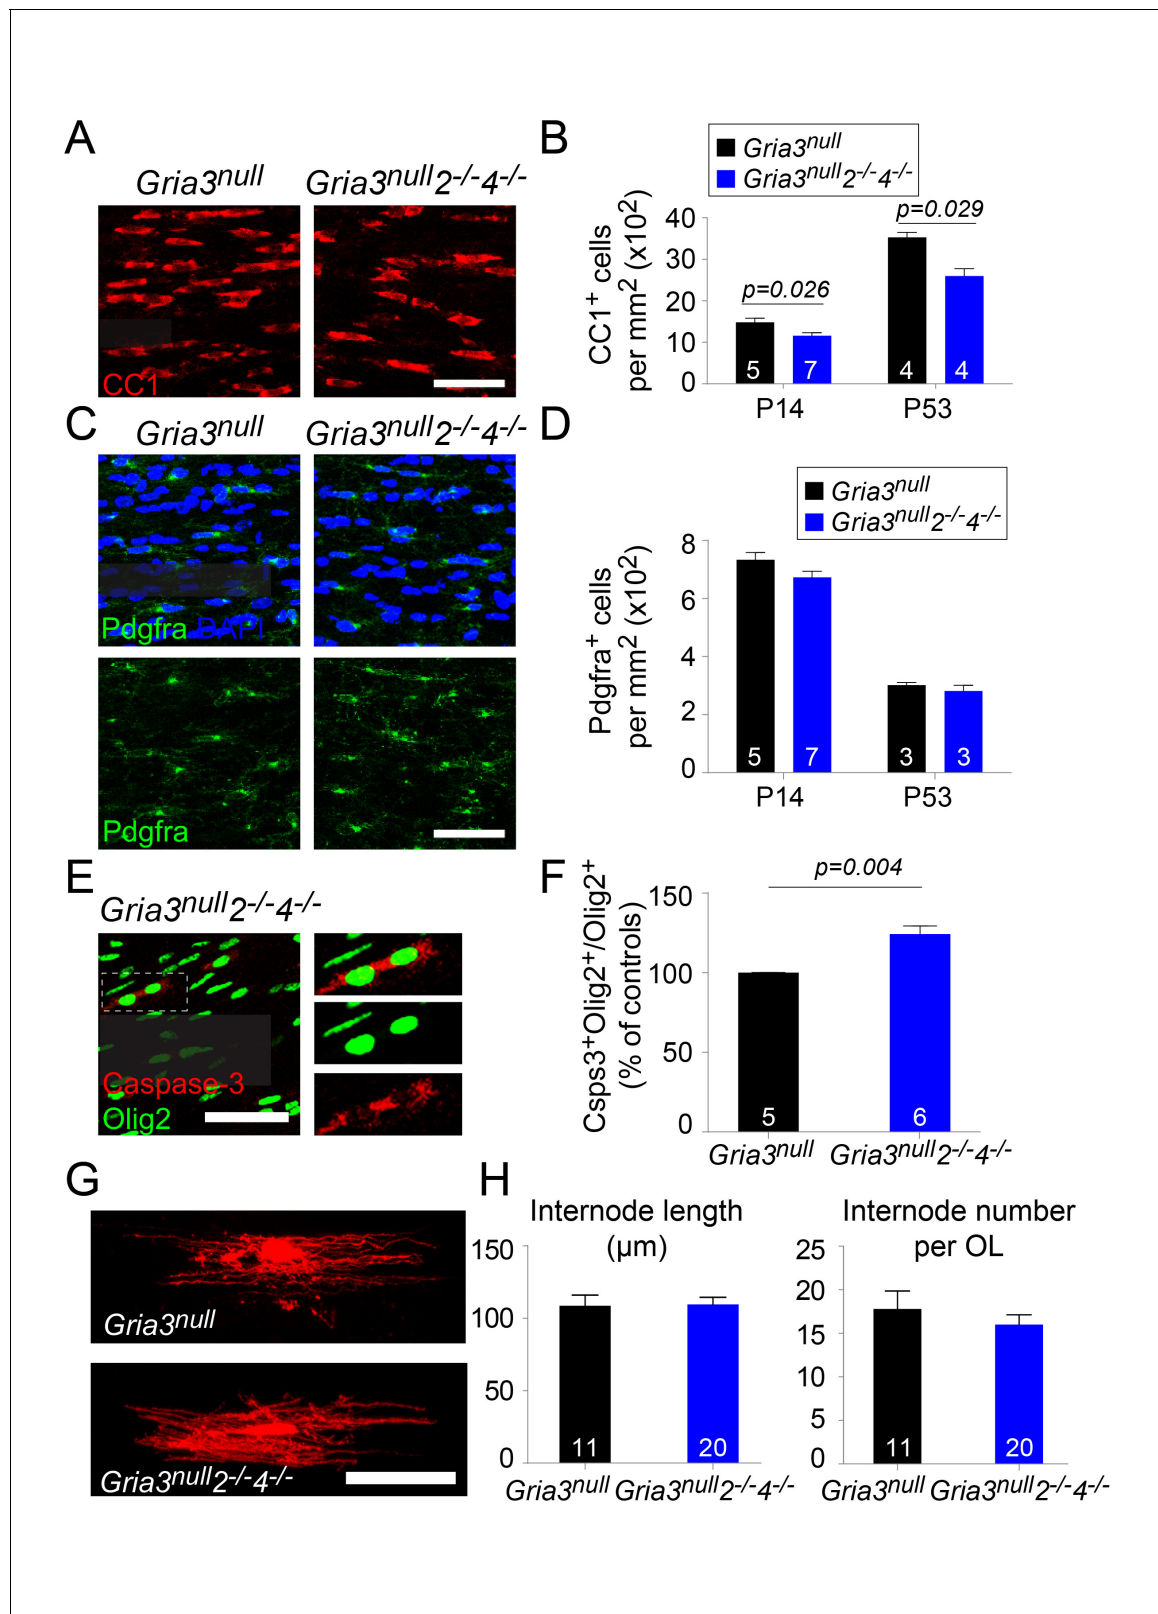 A
Gria3null Gria3null2-/-4-/-
CC1
B
Gria3null
Gria3null2-/-4-/-
CC1+ cells
per mm2 (x102)
40
30
20
10
0
p=0.026
p=0.029
5 7 4 4
P14 P53
C
Gria3null Gria3null2-/-4-/-
Pdgfra DAPI
Pdgfra
D
Gria3null
Gria3null2-/-4-/-
Pdgfra+ cells
per mm2 (x102)
8
6
4
2
0
5 7 3 3
P14 P53
E
Gria3null2-/-4-/-
Caspase-3
Olig2
F
Csps3+Olig2+/Olig2+
(% of controls)
150
100
50
0
p=0.004
5 6
Gria3null Gria3null2-/-4-/-
G
Gria3null
Gria3null2-/-4-/-
H
Internode length
(µm)
150
100
50
0
11 20
Gria3null Gria3null2-/-4-/-
Internode number
per OL
25
20
15
10
5
0
11 20
Gria3null Gria3null2-/-4-/-